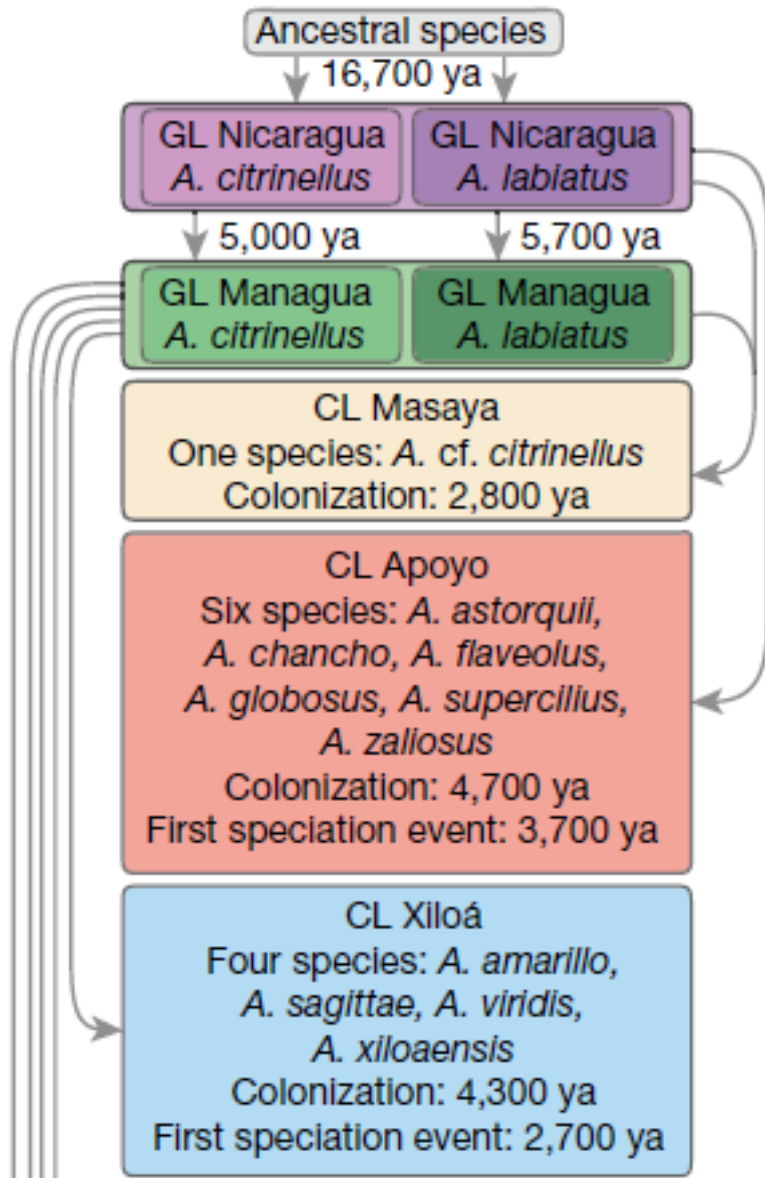 Ancestral species
16,700 ya
GL Nicaragua
A. citrinellus
GL Nicaragua
A. labiatus
5,000 ya
5,700 ya
GL Managua
A. citrinellus
GL Managua
A. labiatus
CL Masaya
One species: A. cf. citrinellus
Colonization: 2,800 ya
CL Apoyo
Six species: A. astorquii,
A. chancho, A. flaveolus,
A. globosus, A. supercilius,
A. zaliosus
Colonization: 4,700 ya
First speciation event: 3,700 ya
CL Xiloá
Four species: A. amarillo,
A. sagittae, A. viridis,
A. xiloaensis
Colonization: 4,300 ya
First speciation event: 2,700 ya